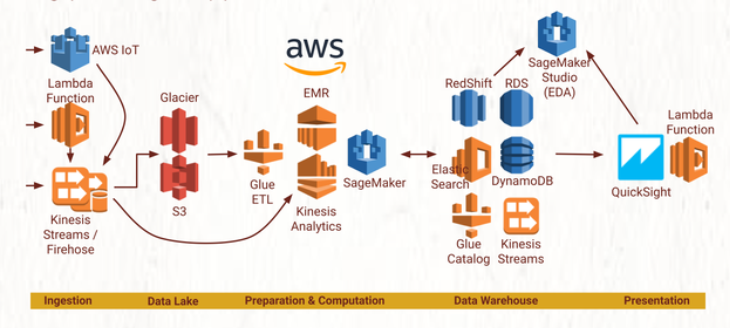 aws
AWS IoT
Lambda
Function
Kinesis
Streams /
Firehose
Glacier
S3
Glue
ETL
EMR
Kinesis
Analytics
SageMaker
RedShift
RDS
Elastic
Search
DynamoDB
Glue
Catalog
Kinesis
Streams
SageMaker
Studio
(EDA)
QuickSight
Lambda
Function
Ingestion
Data Lake
Preparation & Computation
Data Warehouse
Presentation